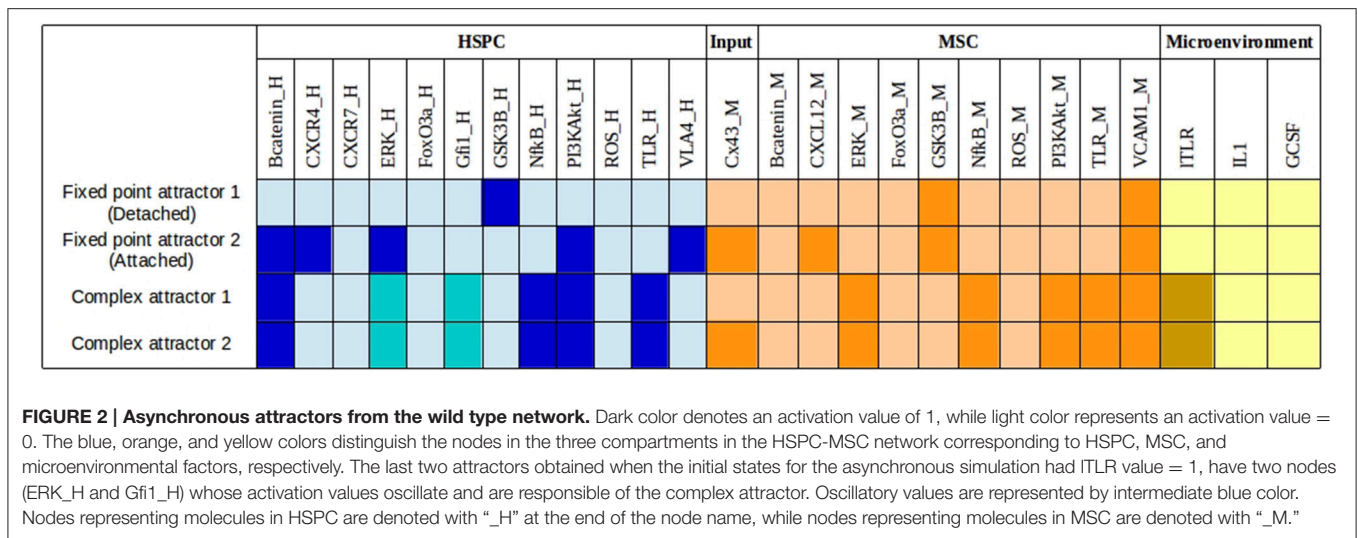 HSPC Input MSC Microenvironment
Bcatenin_H CXCR4_H CXCR7_H ERK_H FoxO3a_H Gfi1_H GSK3B_H NfkB_H PI3KAkt_H ROS_H TLR_H VLA4_H Cx43_M Bcatenin_M CXCL12_M ERK_M FoxO3a_M GSK3B_M NfkB_M ROS_M PI3KAkt_M TLR_M VCAM1_M lTLR IL1 GCSF
Fixed point attractor 1
(Detached)
Fixed point attractor 2
(Attached)
Complex attractor 1
Complex attractor 2
FIGURE 2 | Asynchronous attractors from the wild type network. Dark color denotes an activation value of 1, while light color represents an activation value =
0. The blue, orange, and yellow colors distinguish the nodes in the three compartments in the HSPC-MSC network corresponding to HSPC, MSC, and
microenvironmental factors, respectively. The last two attractors obtained when the initial states for the asynchronous simulation had lTLR value = 1, have two nodes
(ERK_H and Gfi1_H) whose activation values oscillate and are responsible of the complex attractor. Oscillatory values are represented by intermediate blue color.
Nodes representing molecules in HSPC are denoted with “_H” at the end of the node name, while nodes representing molecules in MSC are denoted with “_M.”